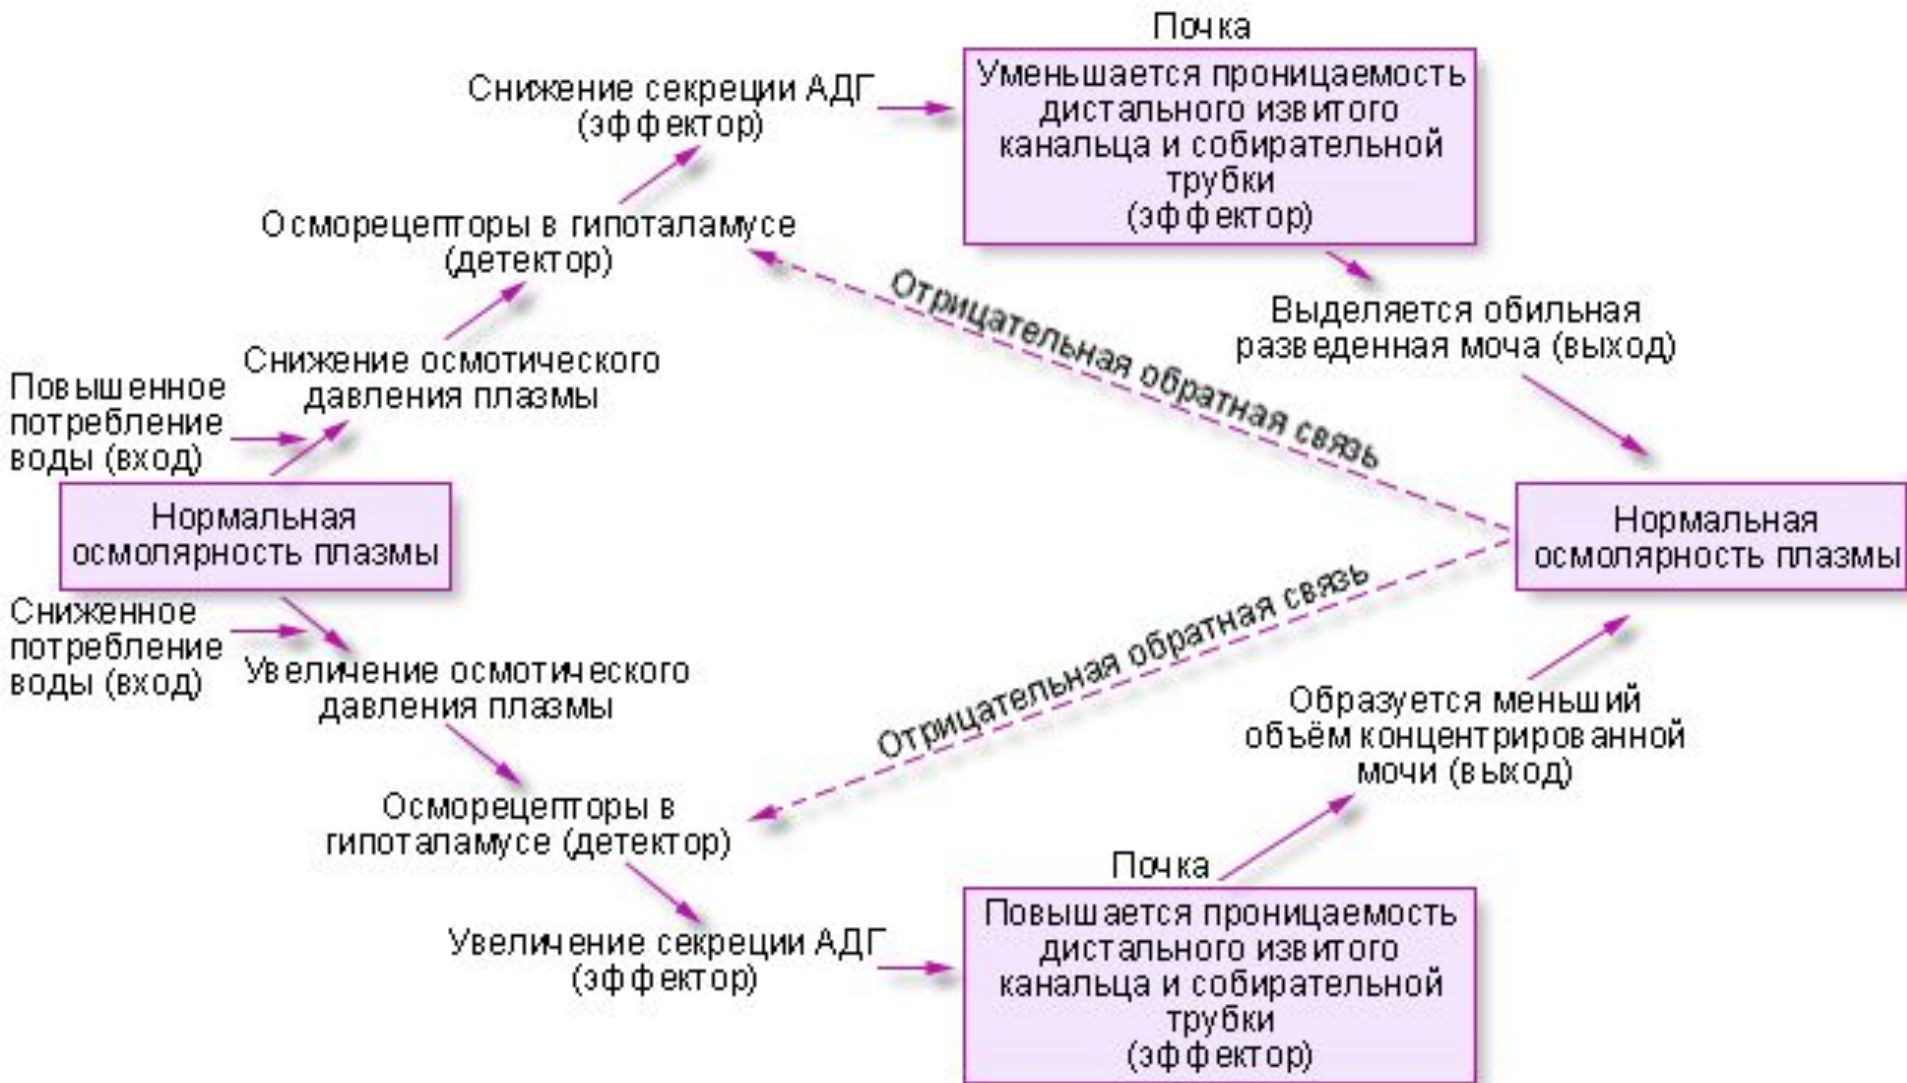 Почка
Уменьшается проницаемость
дистального извитого
канальца и собирательной
трубки
(эффектор)
Снижение секреции АДГ
(эффектор)
Осморецепторы в гипоталамусе
(детектор)
Отрицательная обратная связь
Выделяется обильная
разведенная моча (выход)
Снижение осмотического
давления плазмы
Повышенное
потребление
воды (вход)
Нормальная
осмолярность плазмы
Нормальная
осмолярность плазмы
Сниженное
потребление
воды (вход)
Увеличение осмотического
давления плазмы
Отрицательная обратная связь
Образуется меньший
объём концентрированной
мочи (выход)
Осморецепторы в
гипоталамусе (детектор)
Увеличение секреции АДГ
(эффектор)
Почка
Повышается проницаемость
дистального извитого
канальца и собирательной
трубки
(эффектор)